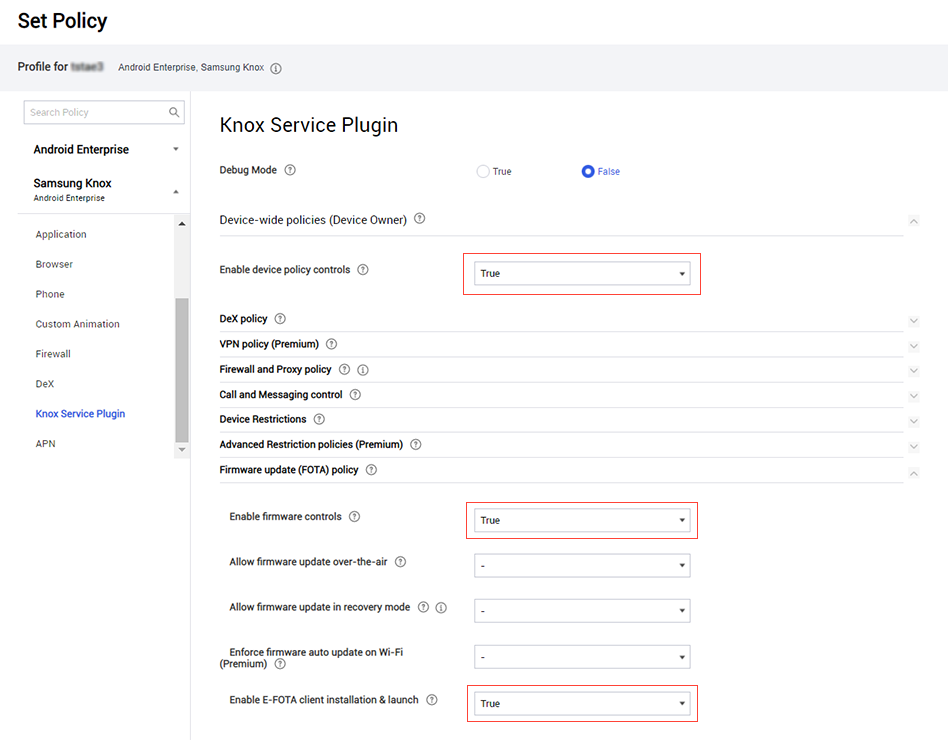 Set Policy
Profile for
Android Enterprise, Samsung Knox
Search Policy
Android Enterprise
Samsung Knox
Android Enterprise
Application
Browser
Phone
Custom Animation
Firewall
DeX
Knox Service Plugin
APN
Knox Service Plugin
Debug Mode
True
False
Device-wide policies (Device Owner)
Enable device policy controls
True
DeX policy
VPN policy (Premium)
Firewall and Proxy policy
Call and Messaging control
Device Restrictions
Advanced Restriction policies (Premium)
Firmware update (FOTA) policy
Enable firmware controls
True
Allow firmware update over-the-air
-
Allow firmware update in recovery mode
-
Enforce firmware auto update on Wi-Fi
(Premium)
-
Enable E-FOTA client installation & launch
True